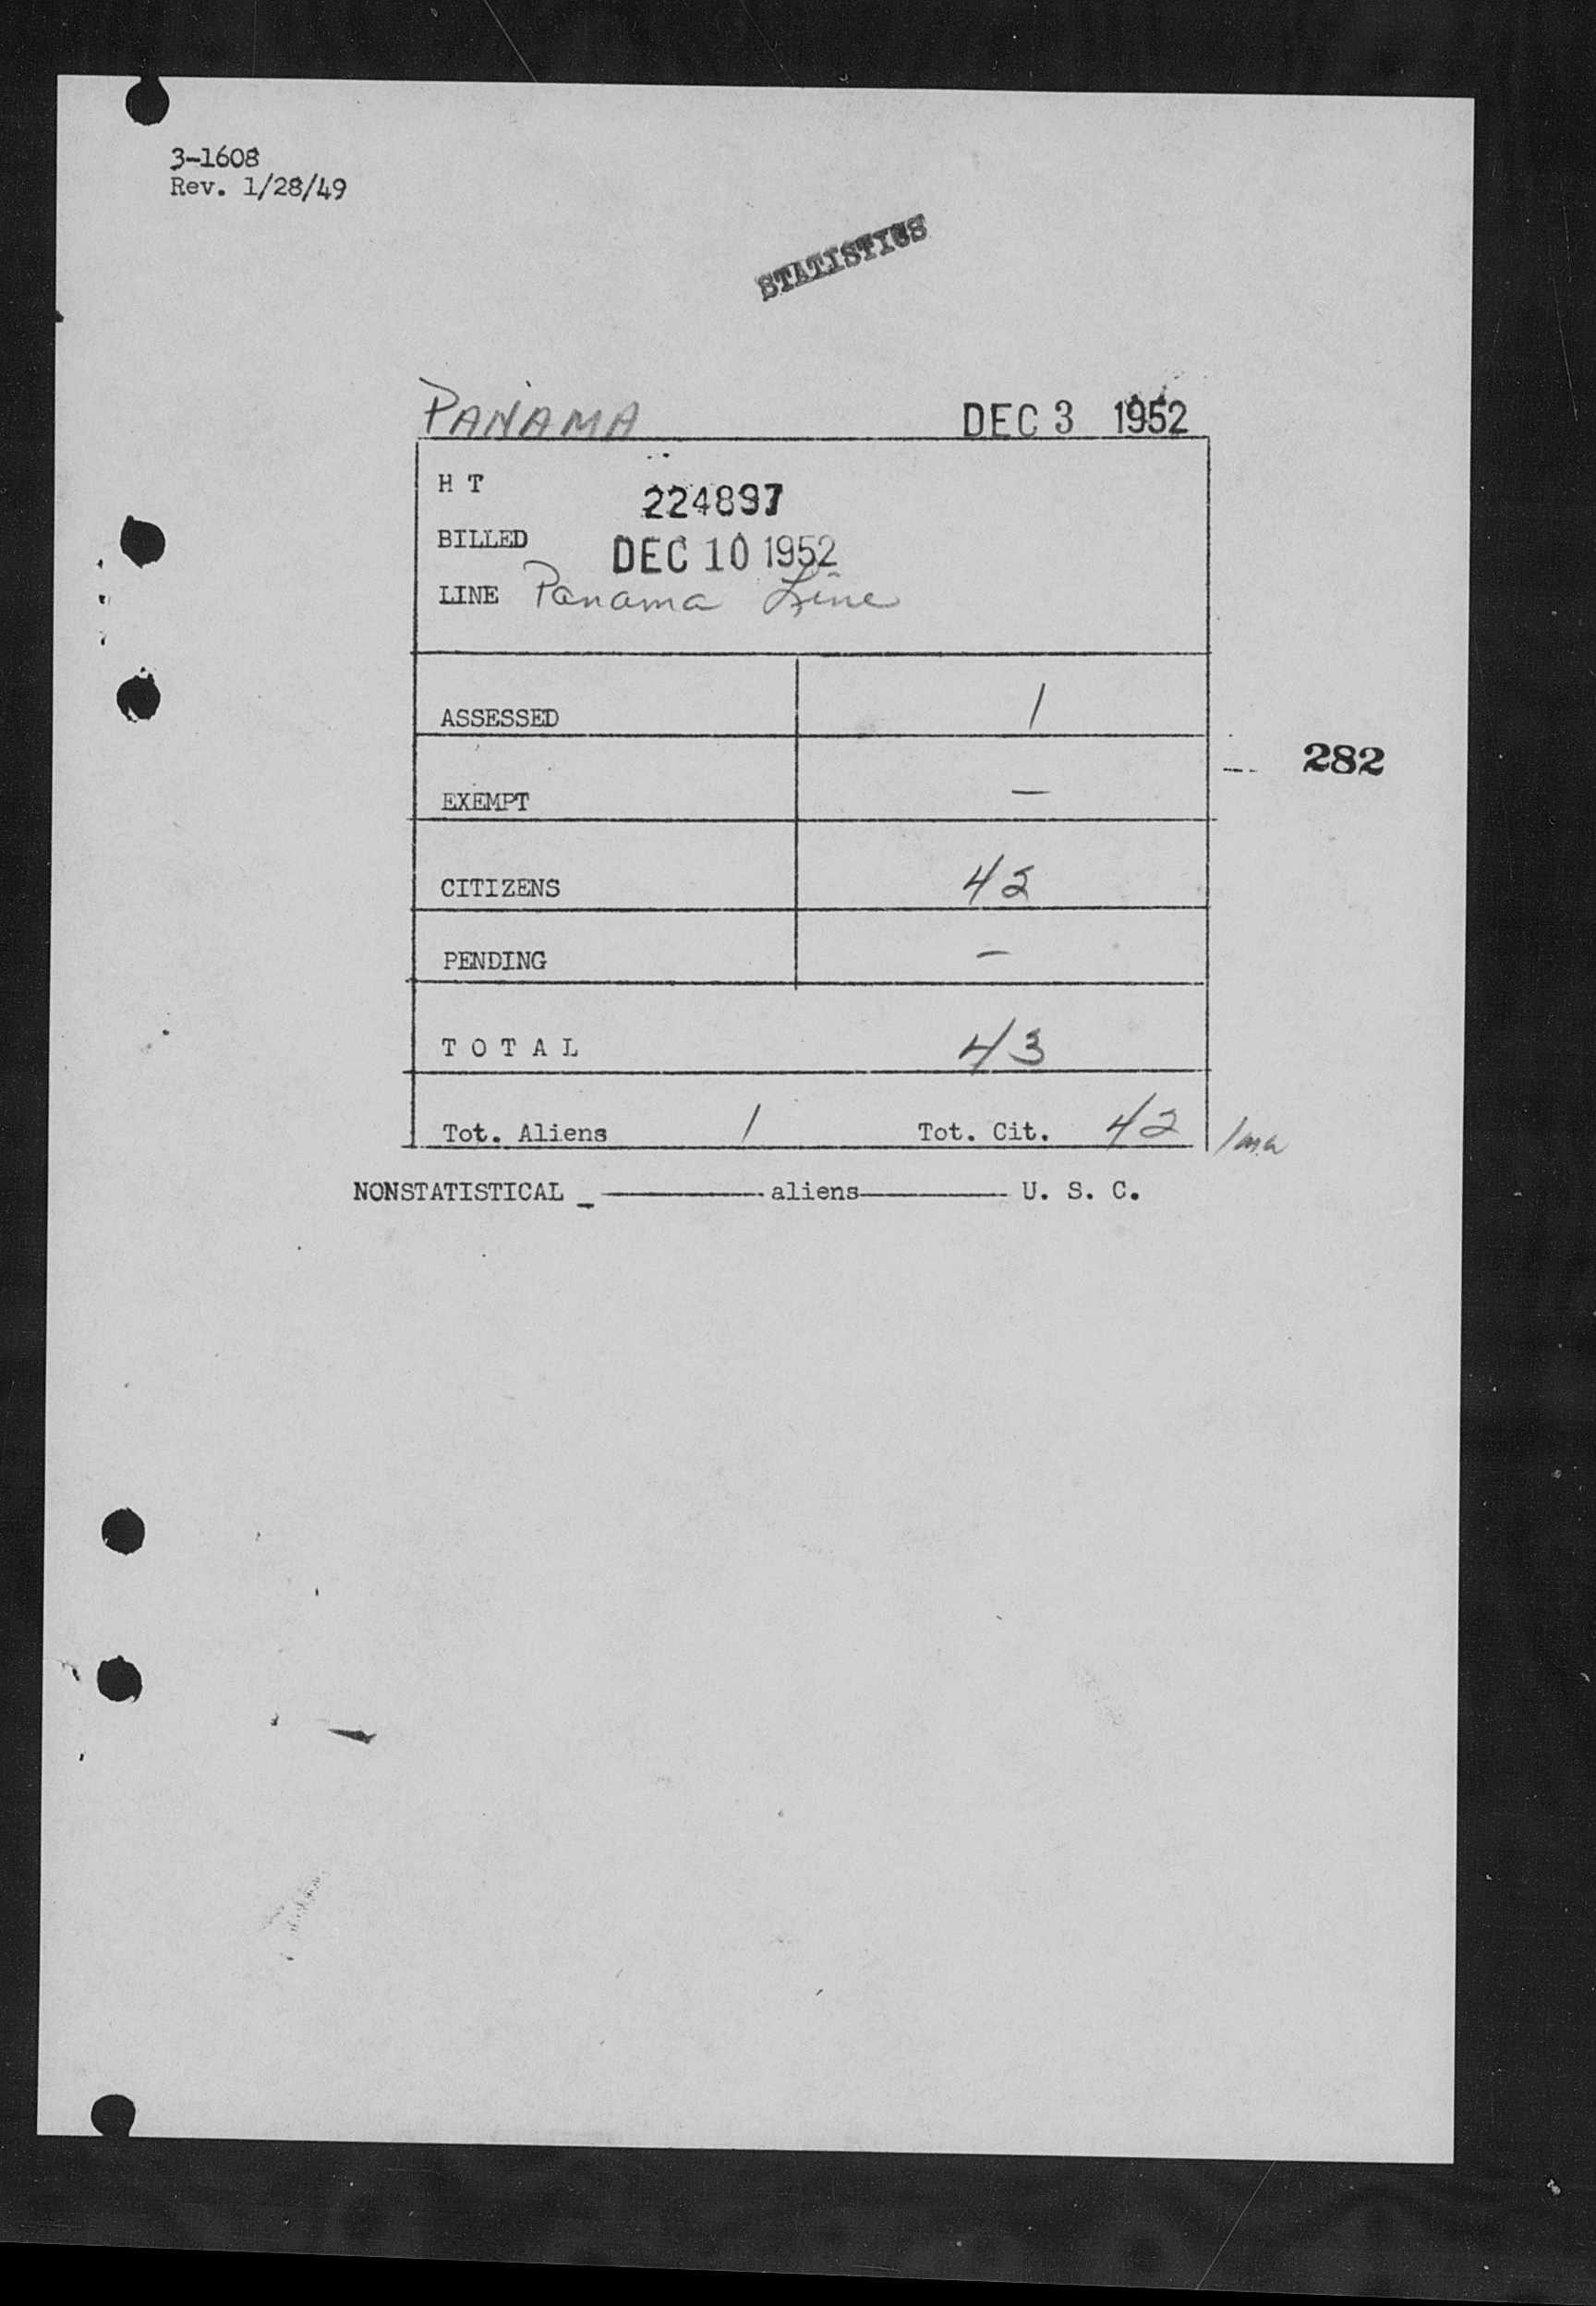 3-1608
Rev. 1/28/49
STATISTICS
PANAMA DEC 3 1952
H T 224897
BILLED DEC 10 1952
LINE Panama Line
ASSESSED 1
282
EXEMPT —
CITIZENS 42
PENDING —
T O T A L 43
Tot. Aliens 1 Tot. Cit. 42
NONSTATISTICAL _ ———— aliens ———— U. S. C.